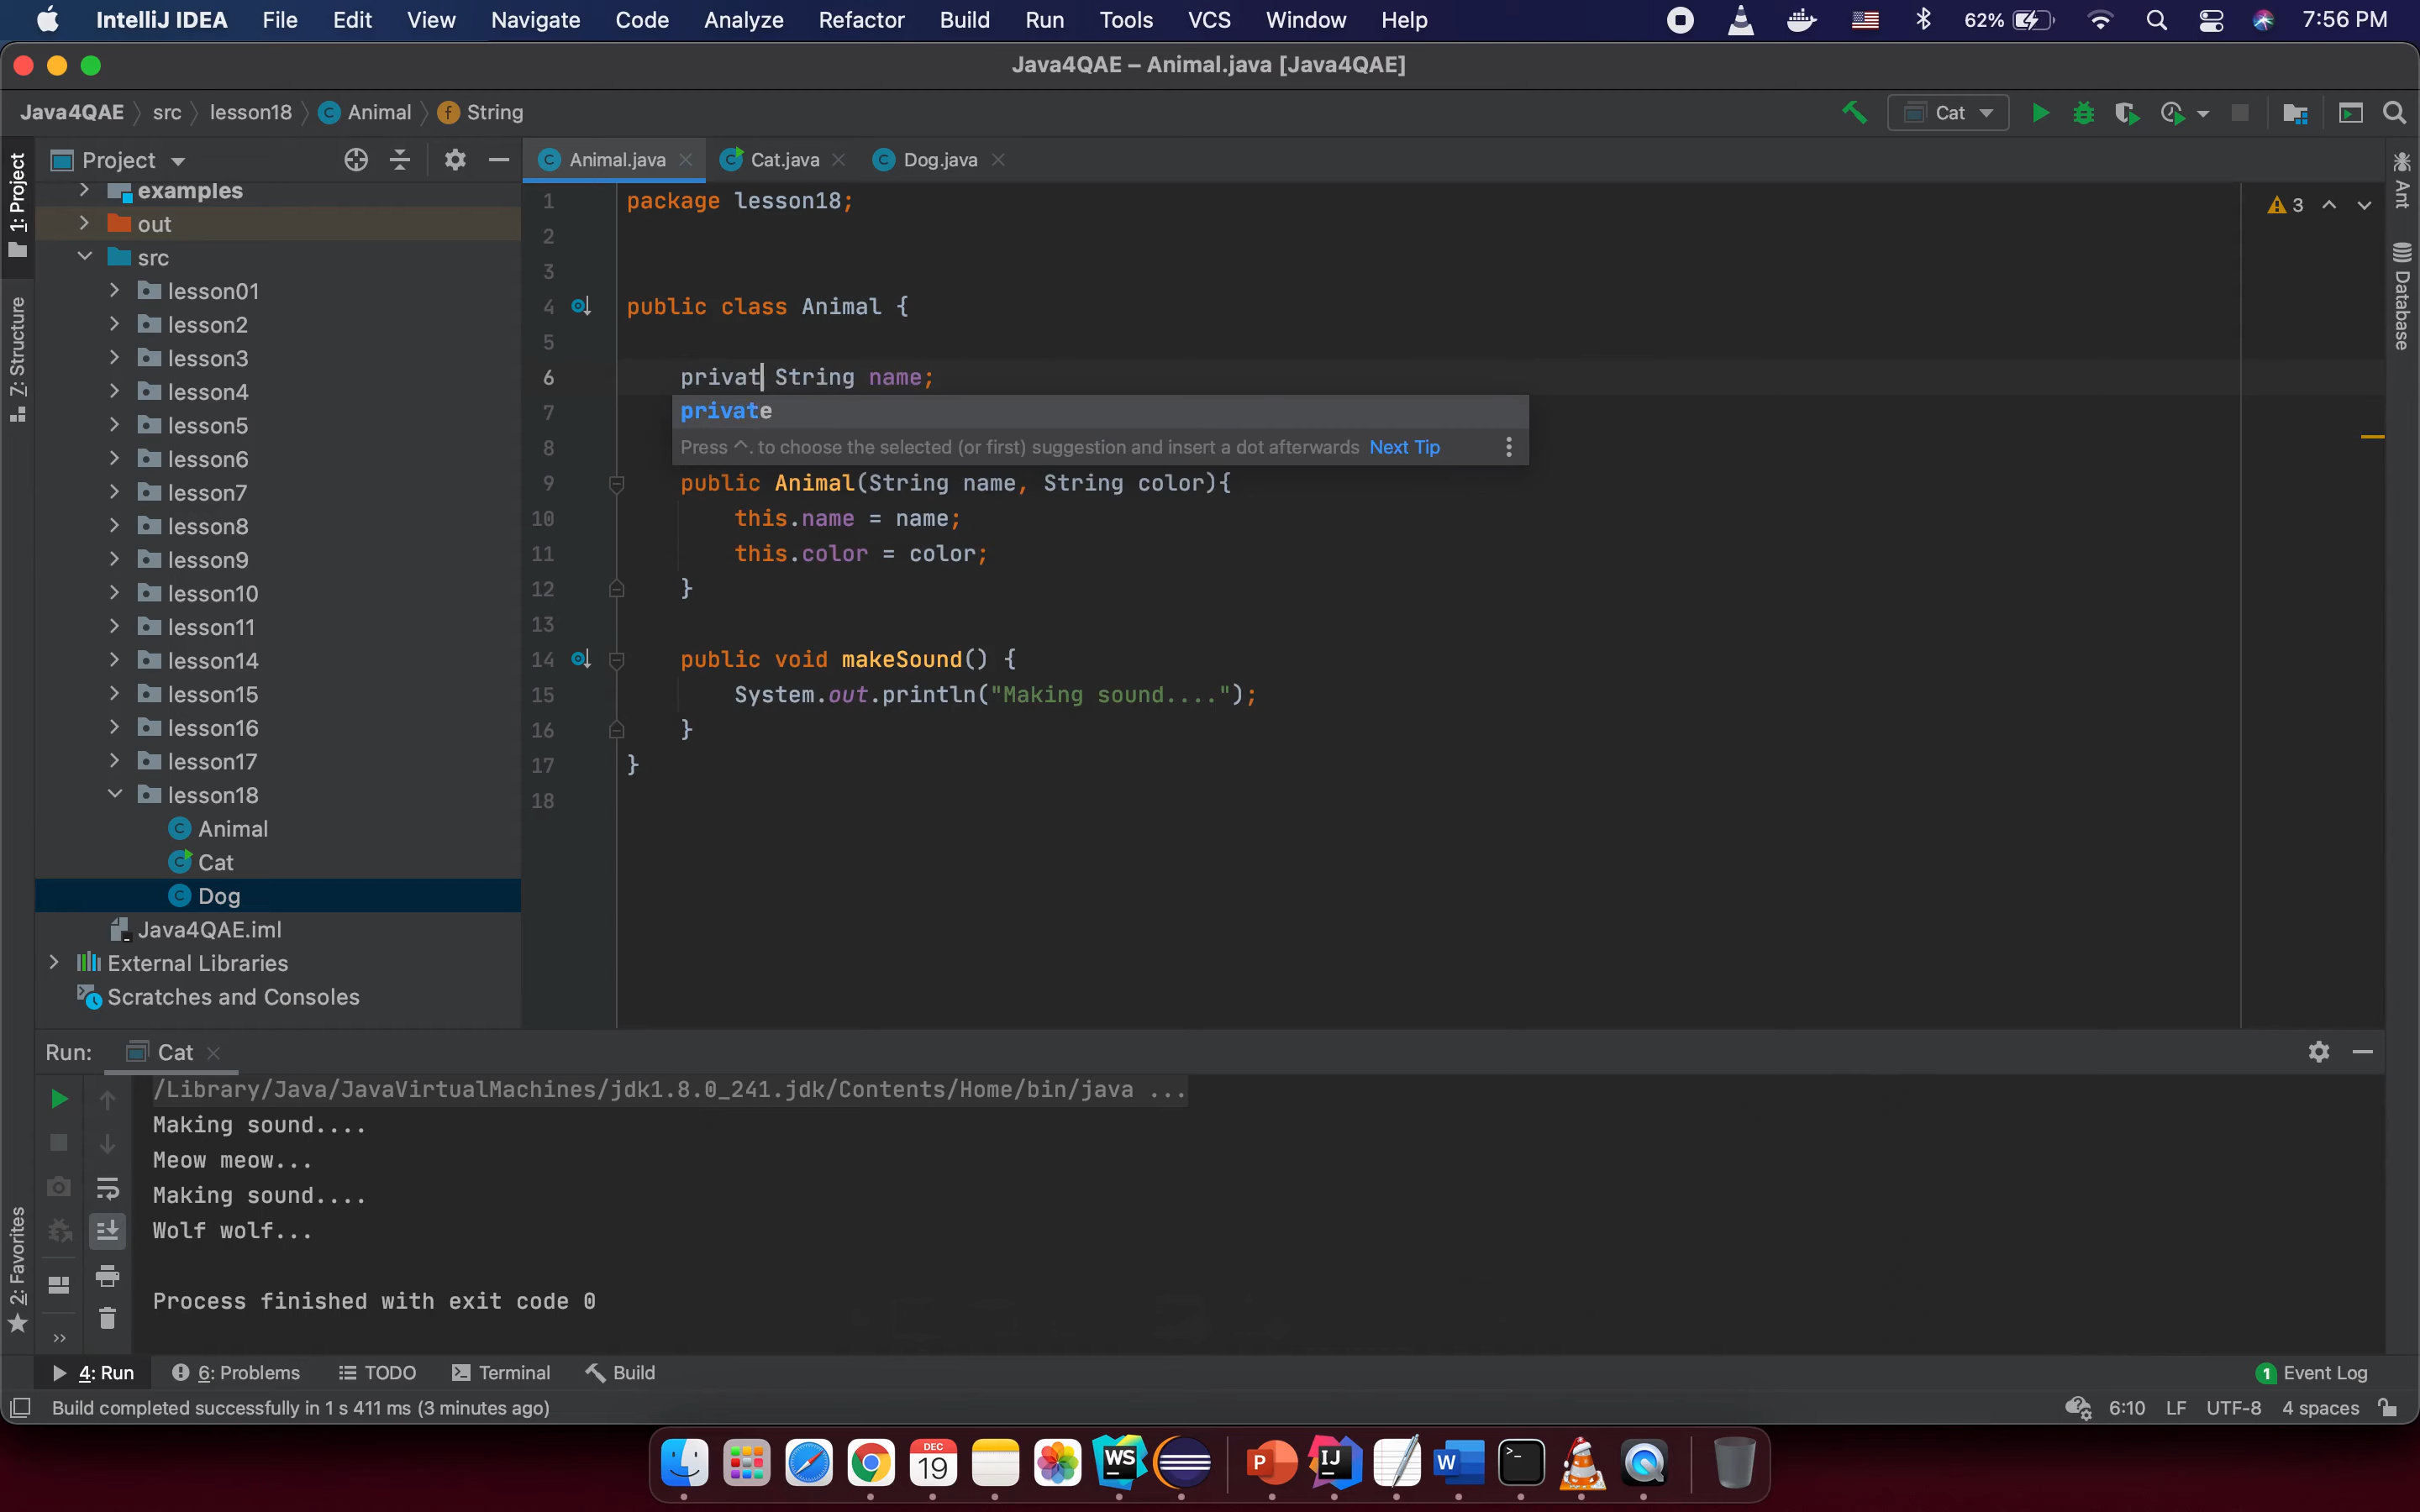 IntelliJ IDEA File Edit View Navigate Code Analyze Refactor Build Run Tools VCS Window Help 62% 7:56 PM
Java4QAE – Animal.java [Java4QAE]
Java4QAE src lesson18 Animal String Cat
1: Project
7: Structure
2: Favorites
Project
examples
out
src
lesson01
lesson2
lesson3
lesson4
lesson5
lesson6
lesson7
lesson8
lesson9
lesson10
lesson11
lesson14
lesson15
lesson16
lesson17
lesson18
Animal
Cat
Dog
Java4QAE.iml
External Libraries
Scratches and Consoles
Animal.java Cat.java Dog.java
3
1 package lesson18;
2
3
4 public class Animal {
5
6 privat String name;
7 private
8 Press ^. to choose the selected (or first) suggestion and insert a dot afterwards Next Tip
9 public Animal(String name, String color){
10 this.name = name;
11 this.color = color;
12 }
13
14 public void makeSound() {
15 System.out.println("Making sound....");
16 }
17 }
18
Ant
Database
Run: Cat
/Library/Java/JavaVirtualMachines/jdk1.8.0_241.jdk/Contents/Home/bin/java ...
Making sound....
Meow meow...
Making sound....
Wolf wolf...
Process finished with exit code 0
4: Run 6: Problems TODO Terminal Build 1 Event Log
Build completed successfully in 1 s 411 ms (3 minutes ago) 6:10 LF UTF-8 4 spaces
DEC
19
WS
P
IJ
W